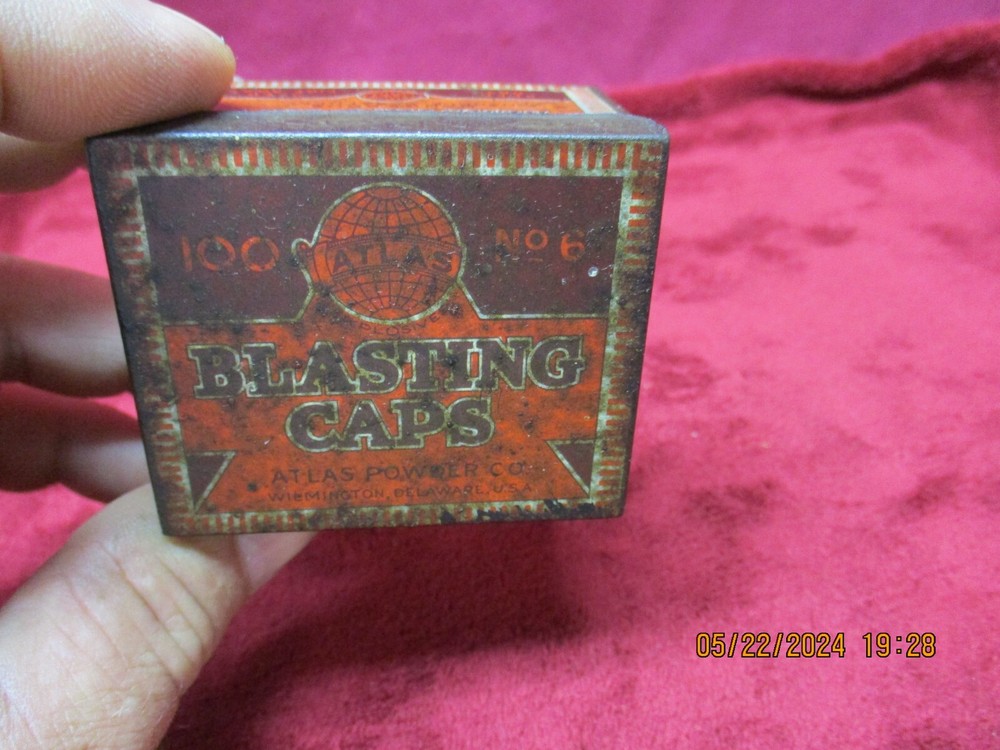 100 ATLAS No 6
BLASTING
CAPS
ATLAS POWDER CO.
WILMINGTON, DELAWARE, U.S.A.
05/22/2024 19:28